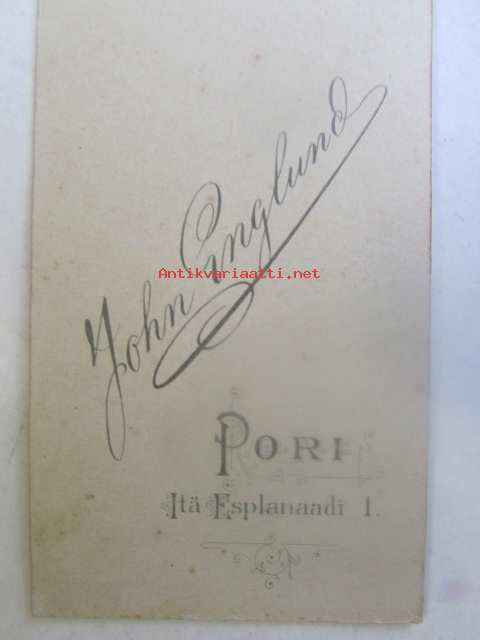 John Englund
Antikvariaatti.net
PORI
Itä Esplanaadi 1.